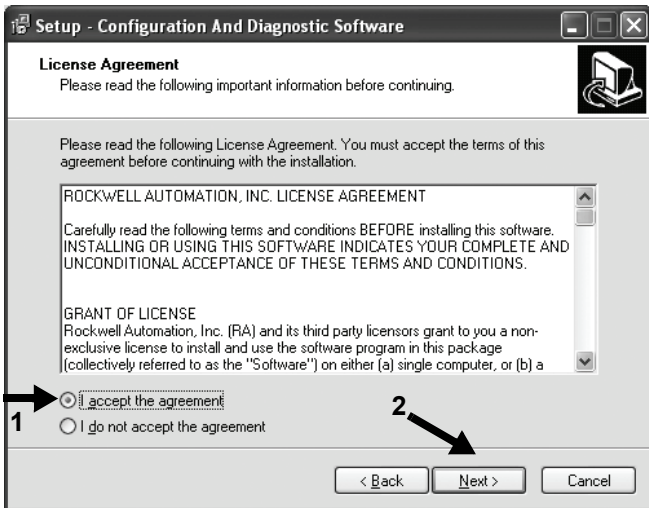 Setup - Configuration And Diagnostic Software
License Agreement
Please read the following important information before continuing.
Please read the following License Agreement. You must accept the terms of this
agreement before continuing with the installation.
ROCKWELL AUTOMATION, INC. LICENSE AGREEMENT
Carefully read the following terms and conditions BEFORE installing this software.
INSTALLING OR USING THIS SOFTWARE INDICATES YOUR COMPLETE AND
UNCONDITIONAL ACCEPTANCE OF THESE TERMS AND CONDITIONS.
GRANT OF LICENSE
Rockwell Automation, Inc. (RA) and its third party licensors grant to you a non-
exclusive license to install and use the software program in this package
(collectively referred to as the "Software") on either (a) single computer, or (b) a
I accept the agreement
1
2
I do not accept the agreement
< Back Next > Cancel